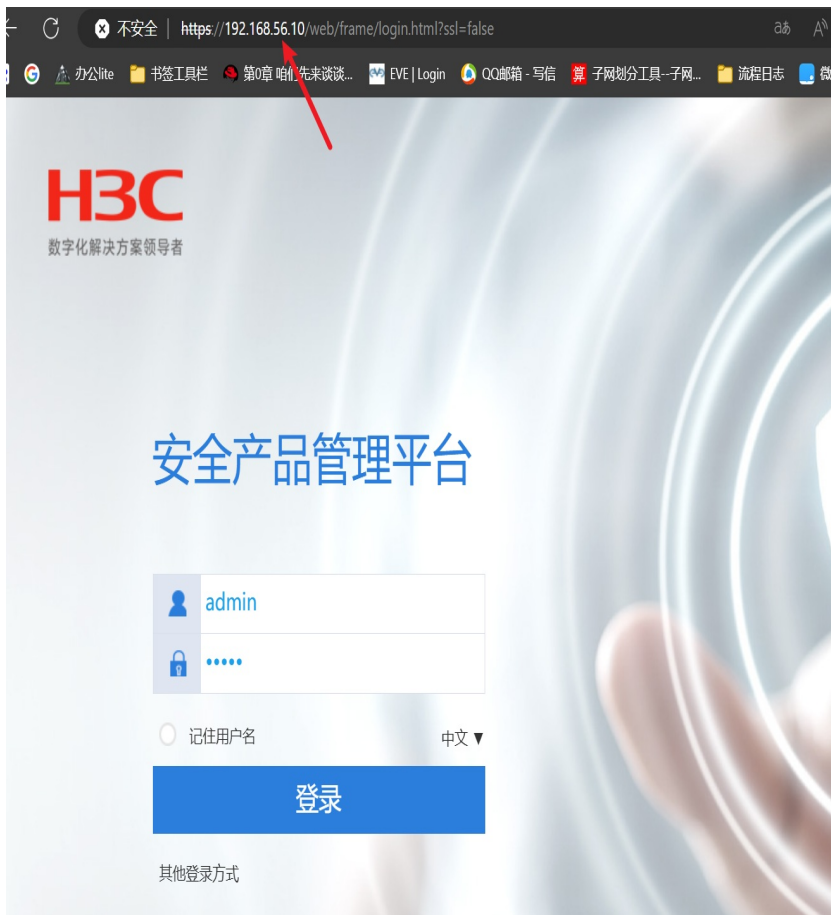 不安全 | https://192.168.56.10/web/frame/login.html?ssl=false aあ A
办公lite 书签工具栏 第0章 咱们先来谈谈... EVE | Login QQ邮箱 - 写信 算 子网划分工具--子网... 流程日志 微
H3C
数字化解决方案领导者
安全产品管理平台
admin
•••••
记住用户名 中文 ▼
登录
其他登录方式